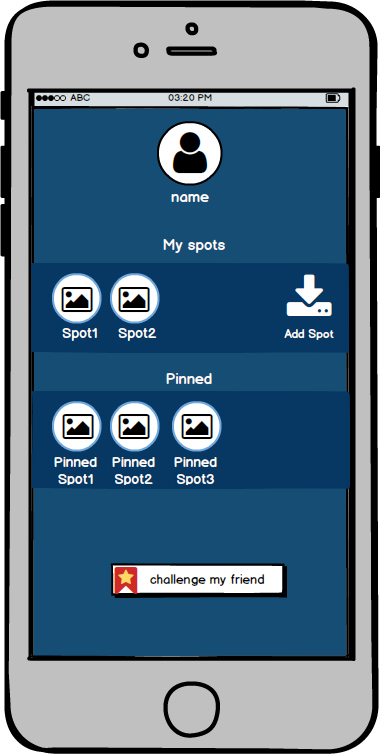 ABC 03:20 PM
name
My spots
Spot1 Spot2 Add Spot
Pinned
Pinned Pinned Pinned
Spot1 Spot2 Spot3
challenge my friend